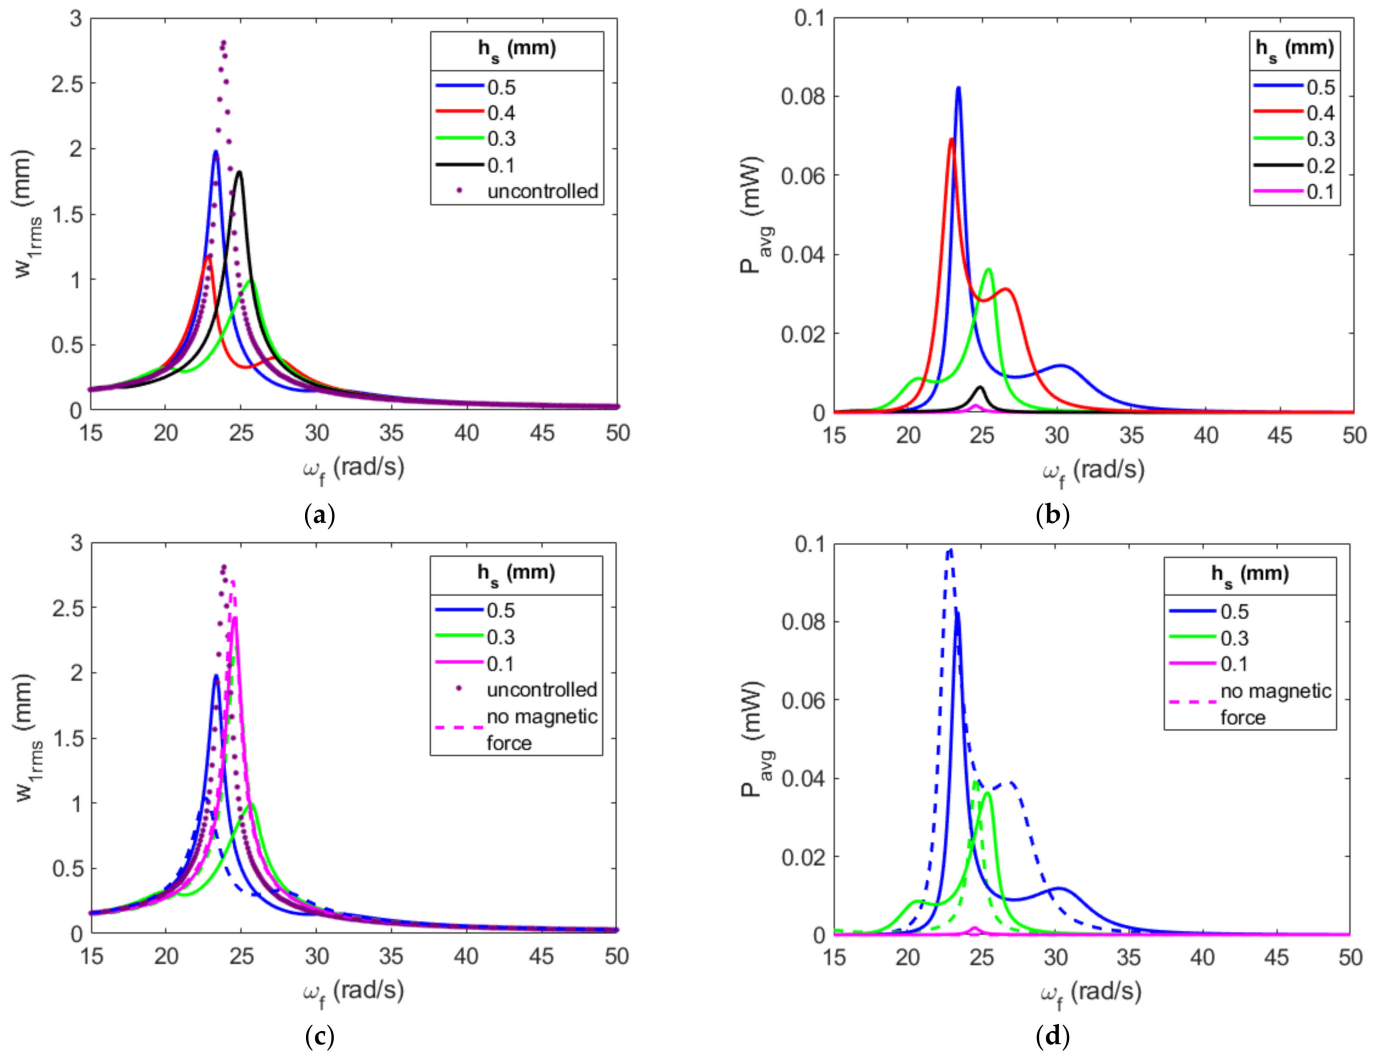 3
2.5
2
1.5
1
0.5
0
w1rms (mm)
15 20 25 30 35 40 45 50
ωf (rad/s)
hs (mm)
0.5
0.4
0.3
0.1
uncontrolled
(a)
0.1
0.08
0.06
0.04
0.02
0
Pavg (mW)
15 20 25 30 35 40 45 50
ωf (rad/s)
hs (mm)
0.5
0.4
0.3
0.2
0.1
(b)
3
2.5
2
1.5
1
0.5
0
w1rms (mm)
15 20 25 30 35 40 45 50
ωf (rad/s)
hs (mm)
0.5
0.3
0.1
uncontrolled
no magnetic
force
(c)
0.1
0.08
0.06
0.04
0.02
0
Pavg (mW)
15 20 25 30 35 40 45 50
ωf (rad/s)
hs (mm)
0.5
0.3
0.1
no magnetic
force
(d)